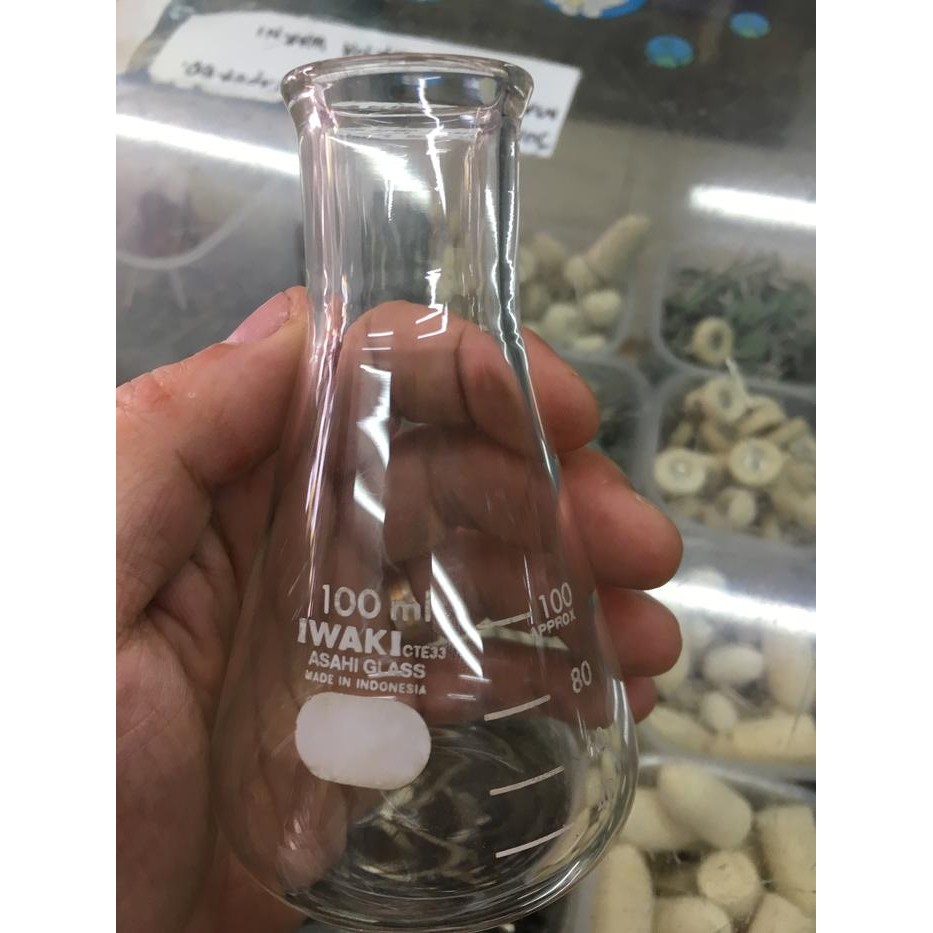 100 ml
IWAKI CTE33
ASAHI GLASS
MADE IN INDONESIA
100
APPROX
80